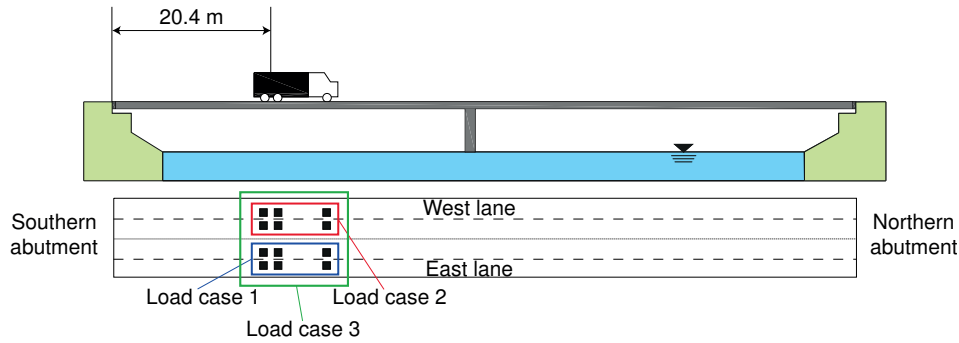 20.4 m
West lane
Southern
abutment
Northern
abutment
East lane
Load case 1
Load case 2
Load case 3